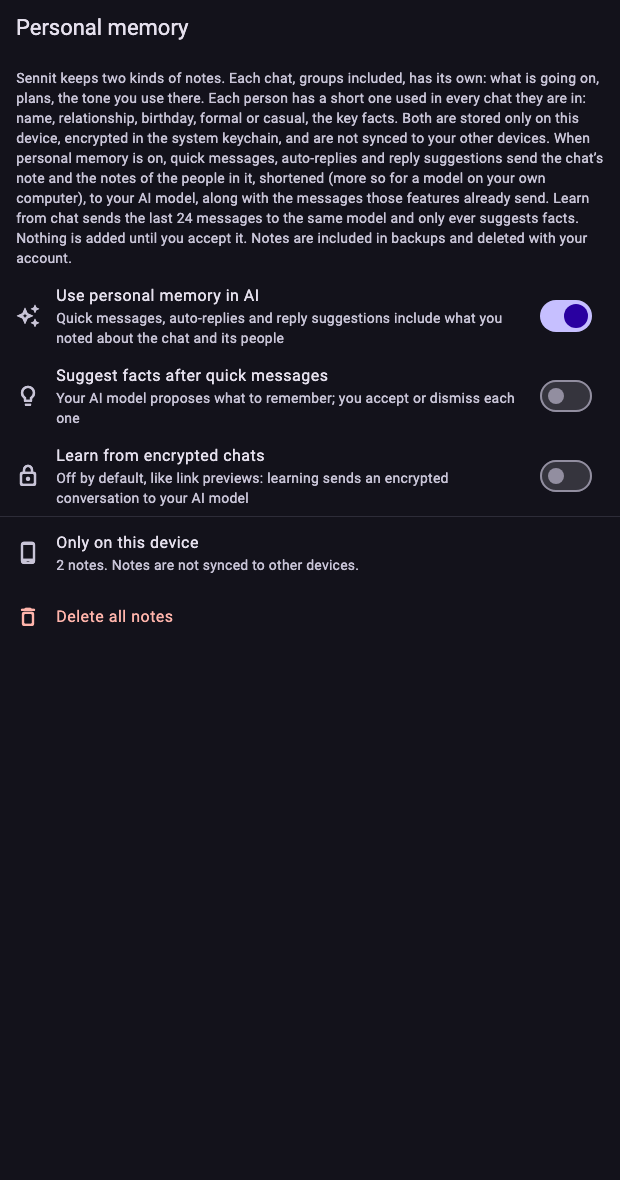 Personal memory
Sennit keeps two kinds of notes. Each chat, groups included, has its own: what is going on,
plans, the tone you use there. Each person has a short one used in every chat they are in:
name, relationship, birthday, formal or casual, the key facts. Both are stored only on this
device, encrypted in the system keychain, and are not synced to your other devices. When
personal memory is on, quick messages, auto-replies and reply suggestions send the chat’s
note and the notes of the people in it, shortened (more so for a model on your own
computer), to your AI model, along with the messages those features already send. Learn
from chat sends the last 24 messages to the same model and only ever suggests facts.
Nothing is added until you accept it. Notes are included in backups and deleted with your
account.
Use personal memory in AI
Quick messages, auto-replies and reply suggestions include what you
noted about the chat and its people
Suggest facts after quick messages
Your AI model proposes what to remember; you accept or dismiss each
one
Learn from encrypted chats
Off by default, like link previews: learning sends an encrypted
conversation to your AI model
Only on this device
2 notes. Notes are not synced to other devices.
Delete all notes